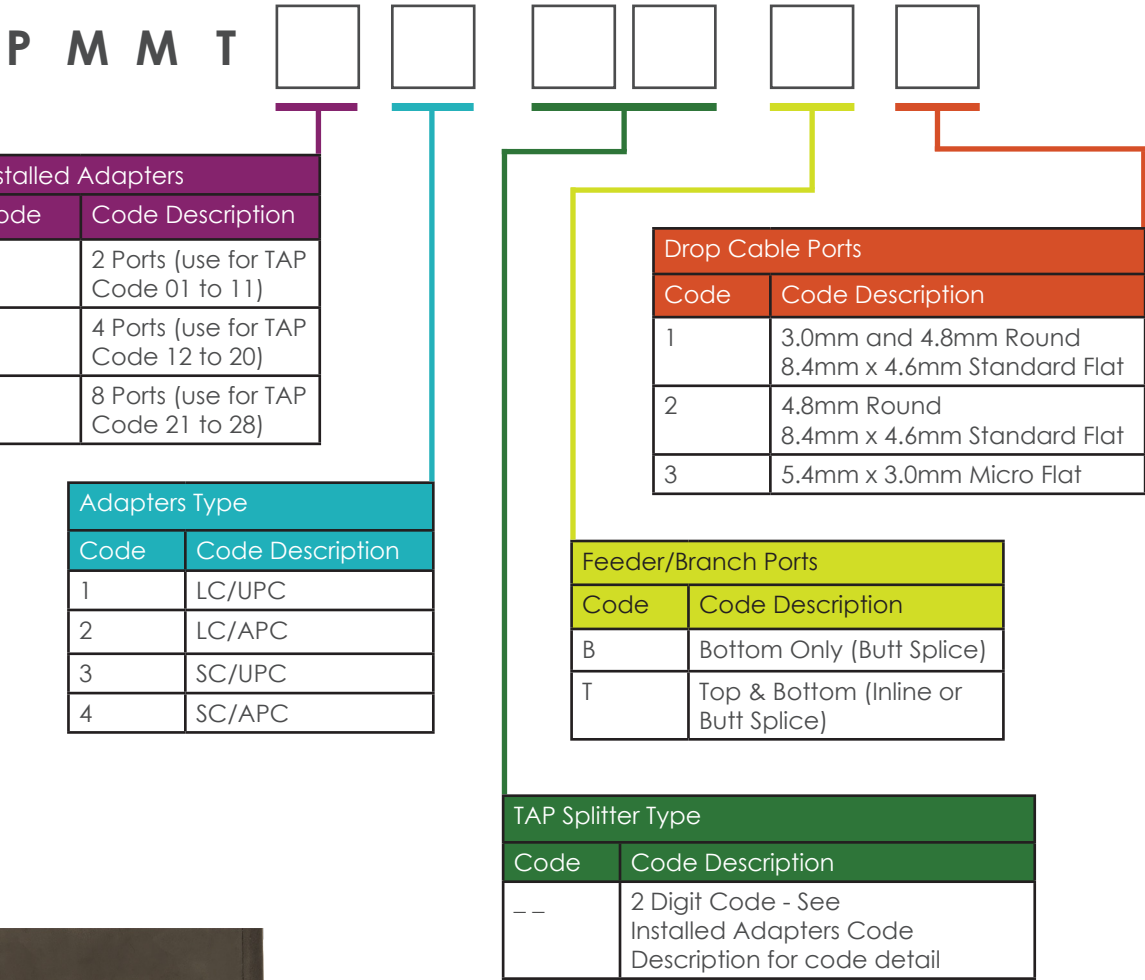 P M M T
stalled Adapters
ode Code Description
2 Ports (use for TAP
Code 01 to 11)
4 Ports (use for TAP
Code 12 to 20)
8 Ports (use for TAP
Code 21 to 28)
Adapters Type
Code Code Description
1 LC/UPC
2 LC/APC
3 SC/UPC
4 SC/APC
Drop Cable Ports
Code Code Description
1 3.0mm and 4.8mm Round
8.4mm x 4.6mm Standard Flat
2 4.8mm Round
8.4mm x 4.6mm Standard Flat
3 5.4mm x 3.0mm Micro Flat
Feeder/Branch Ports
Code Code Description
B Bottom Only (Butt Splice)
T Top & Bottom (Inline or
Butt Splice)
TAP Splitter Type
Code Code Description
_ _ 2 Digit Code - See
Installed Adapters Code
Description for code detail